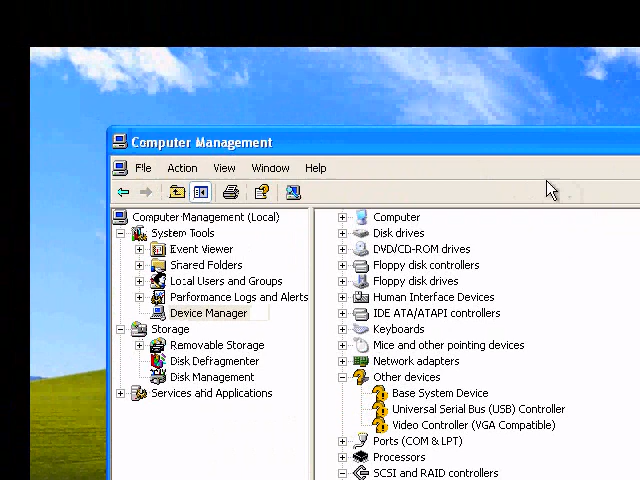 Computer Management
File Action View Window Help
Computer Management (Local)
System Tools
Event Viewer
Shared Folders
Local Users and Groups
Performance Logs and Alerts
Device Manager
Storage
Removable Storage
Disk Defragmenter
Disk Management
Services and Applications
Computer
Disk drives
DVD/CD-ROM drives
Floppy disk controllers
Floppy disk drives
Human Interface Devices
IDE ATA/ATAPI controllers
Keyboards
Mice and other pointing devices
Network adapters
Other devices
Base System Device
Universal Serial Bus (USB) Controller
Video Controller (VGA Compatible)
Ports (COM & LPT)
Processors
SCSI and RAID controllers